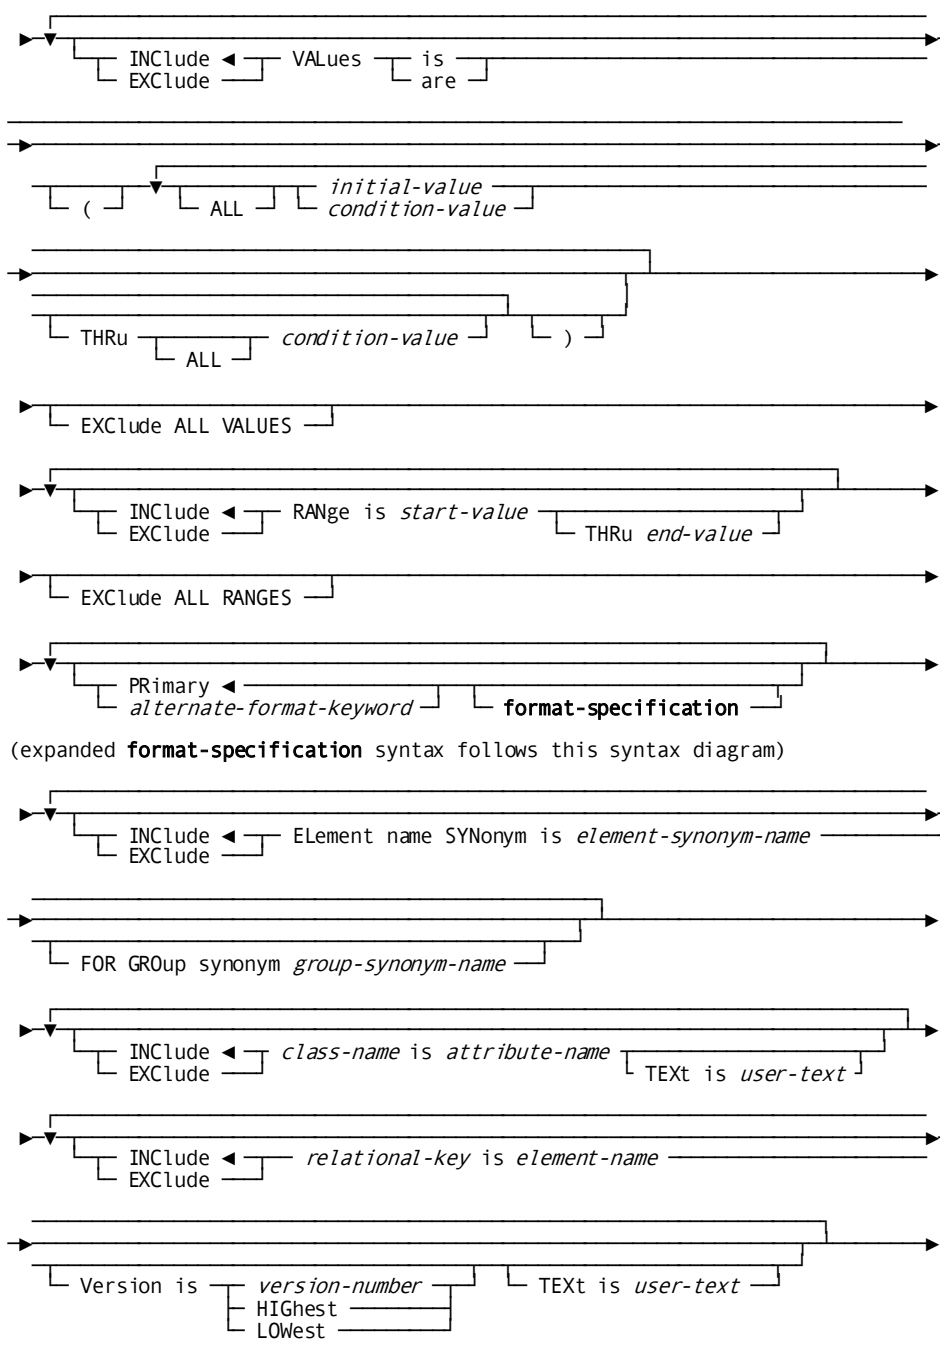 INClude VALues is
EXClude are
( ALL initial-value
condition-value
THRu condition-value )
ALL
EXClude ALL VALUES
INClude RANge is start-value
EXClude THRu end-value
EXClude ALL RANGES
PRimary
alternate-format-keyword format-specification
(expanded format-specification syntax follows this syntax diagram)
INClude ELement name SYNonym is element-synonym-name
EXClude
FOR GROup synonym group-synonym-name
INClude class-name is attribute-name
EXClude TEXt is user-text
INClude relational-key is element-name
EXClude
Version is version-number TEXt is user-text
HIGhest
LOWest